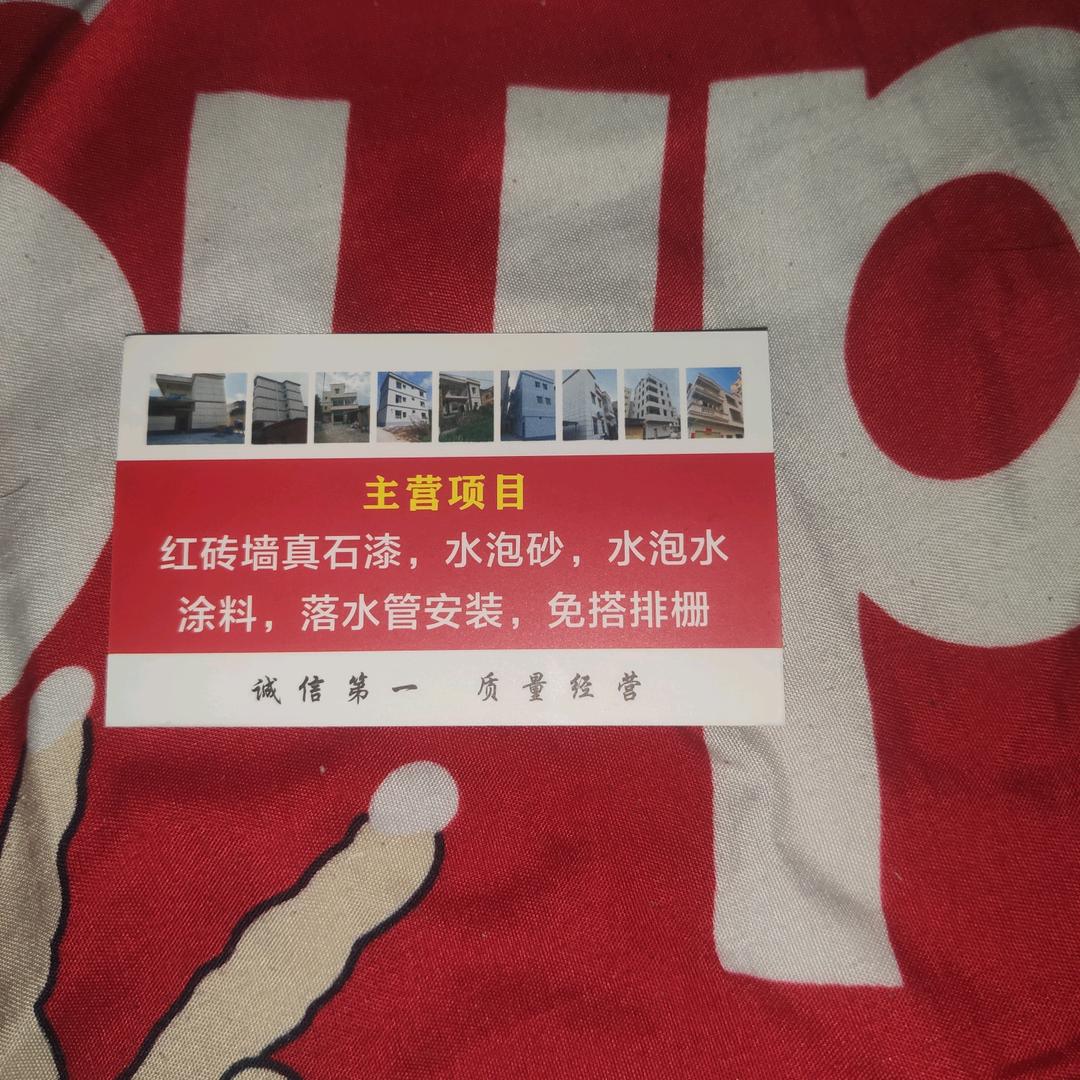 up
主营项目
红砖墙真石漆，水泡砂，水泡水
涂料，落水管安装，免搭排栅
诚信第一 质量经营